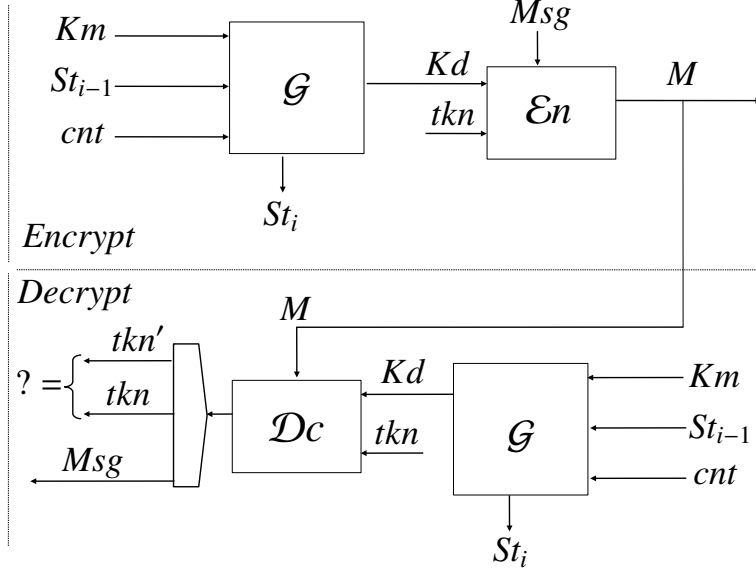 Km
St_{i−1}
cnt
𝒢
St_i
Kd
tkn
Msg
ℰn
M
Encrypt
Decrypt
M
tkn′
? =
tkn
Msg
𝒟c
Kd
tkn
𝒢
Km
St_{i−1}
cnt
St_i